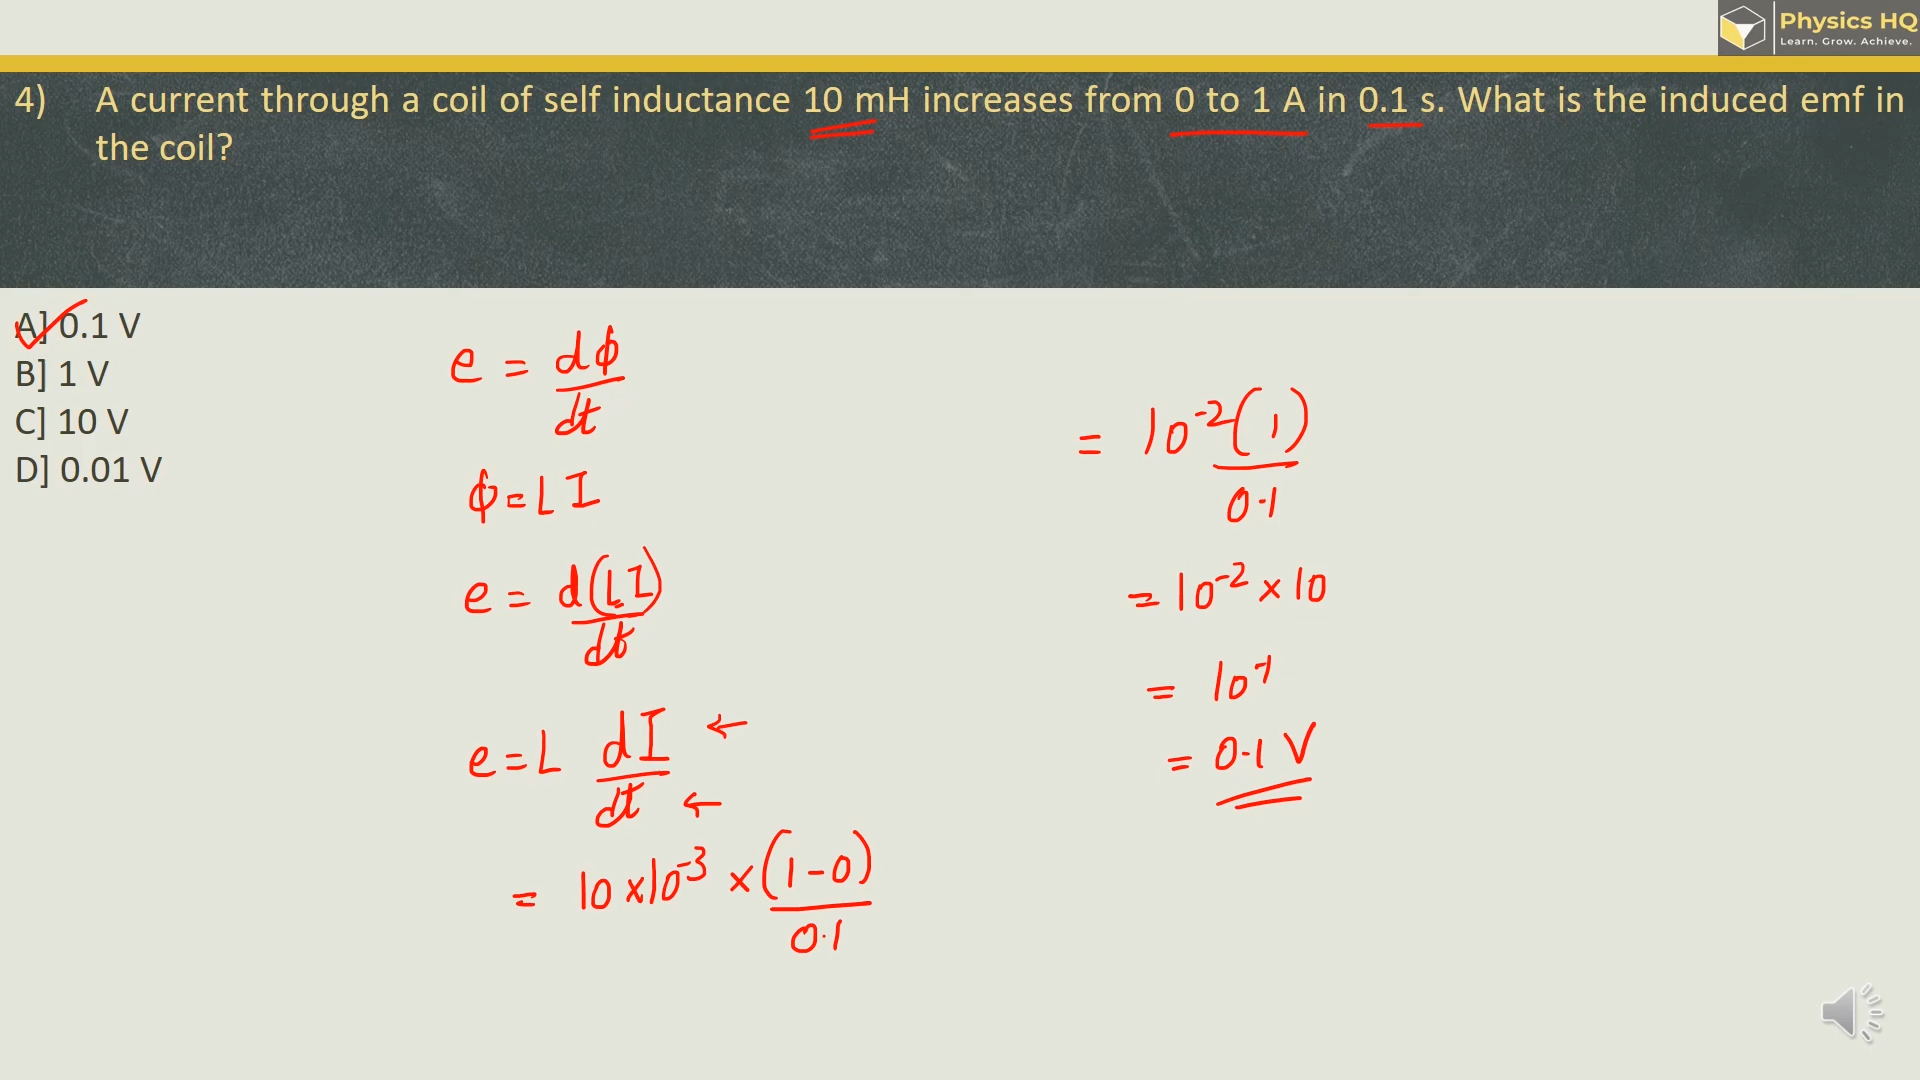 Physics HQ
Learn. Grow. Achieve.
4) A current through a coil of self inductance 10 mH increases from 0 to 1 A in 0.1 s. What is the induced emf in
the coil?
A] 0.1 V
B] 1 V
C] 10 V
D] 0.01 V
e = dϕ/dt
ϕ = L I
e = d(LI)/dt
e = L dI/dt
= 10 × 10⁻³ × (1 - 0)/0.1
= 10⁻² (1)/0.1
= 10⁻² × 10
= 10⁻¹
= 0.1 V